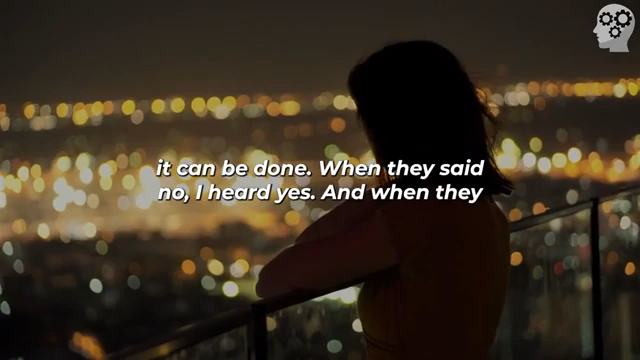 it can be done. When they said
no, I heard yes. And when they